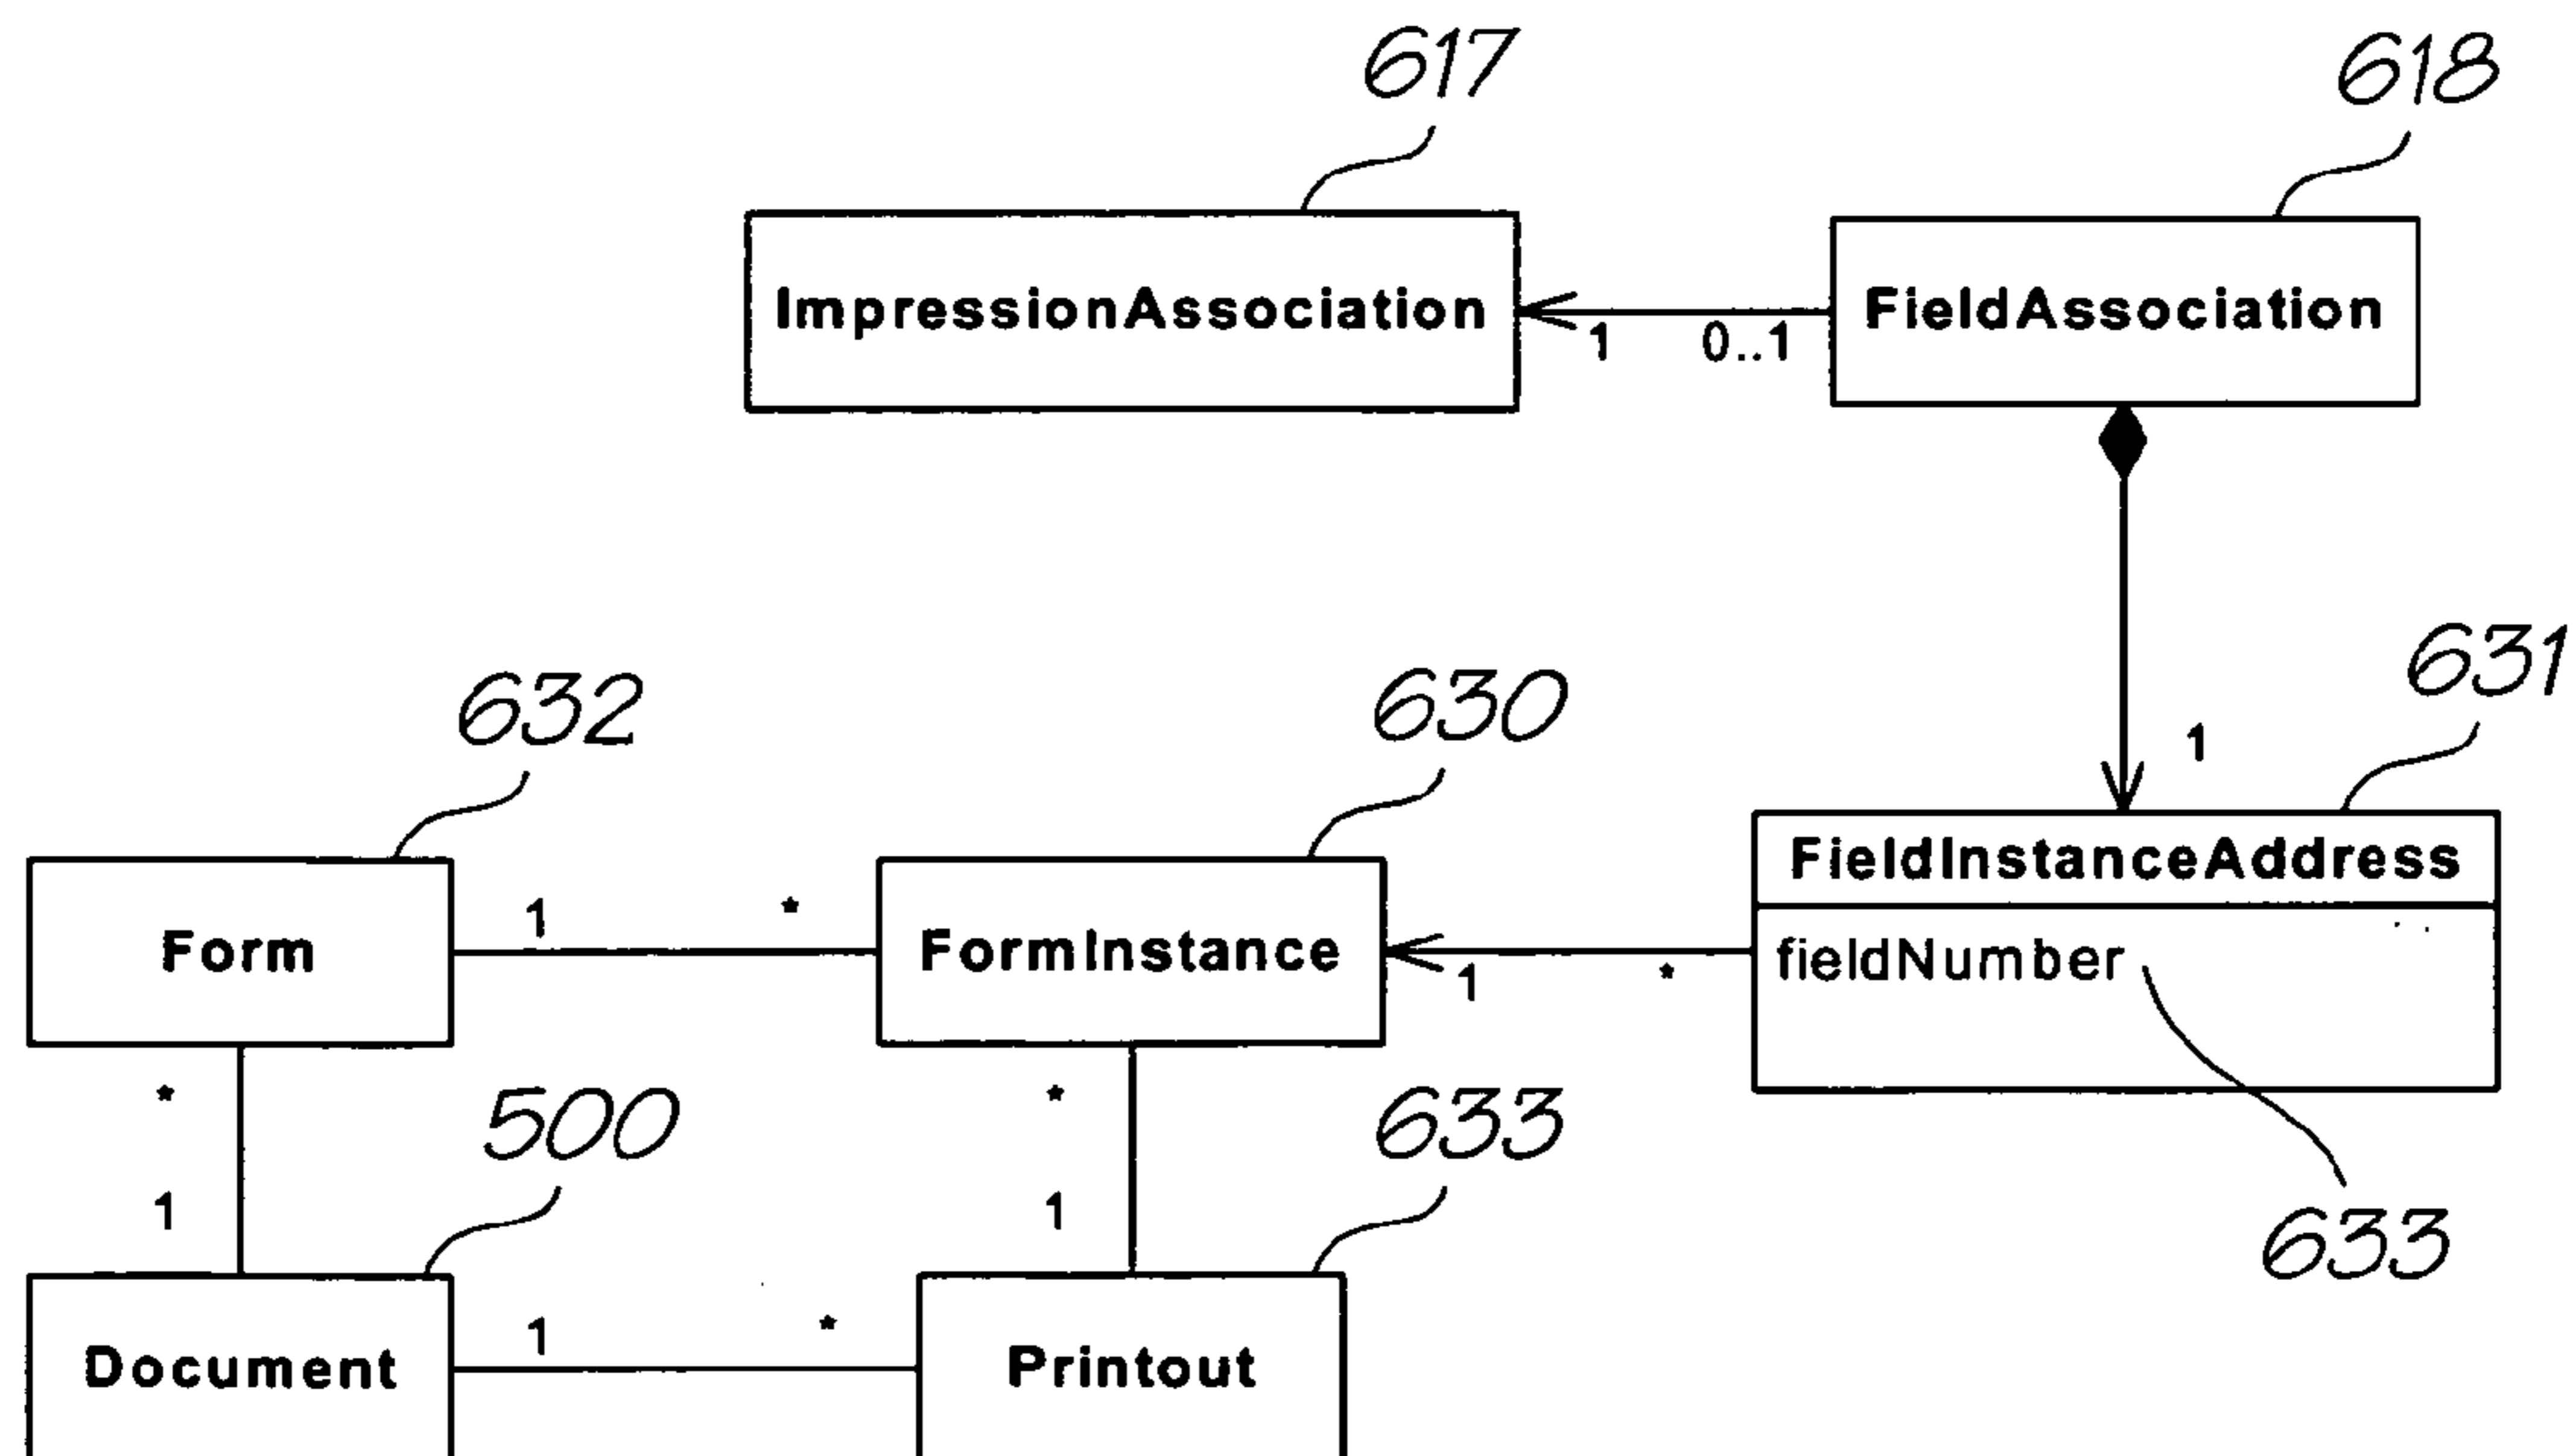 617
618
ImpressionAssociation
FieldAssociation
1 0..1
632
630
631
1
FieldInstanceAddress
Form
1 *
FormInstance
1 *
fieldNumber
*
500
*
633
1
1
633
Document
1 *
Printout